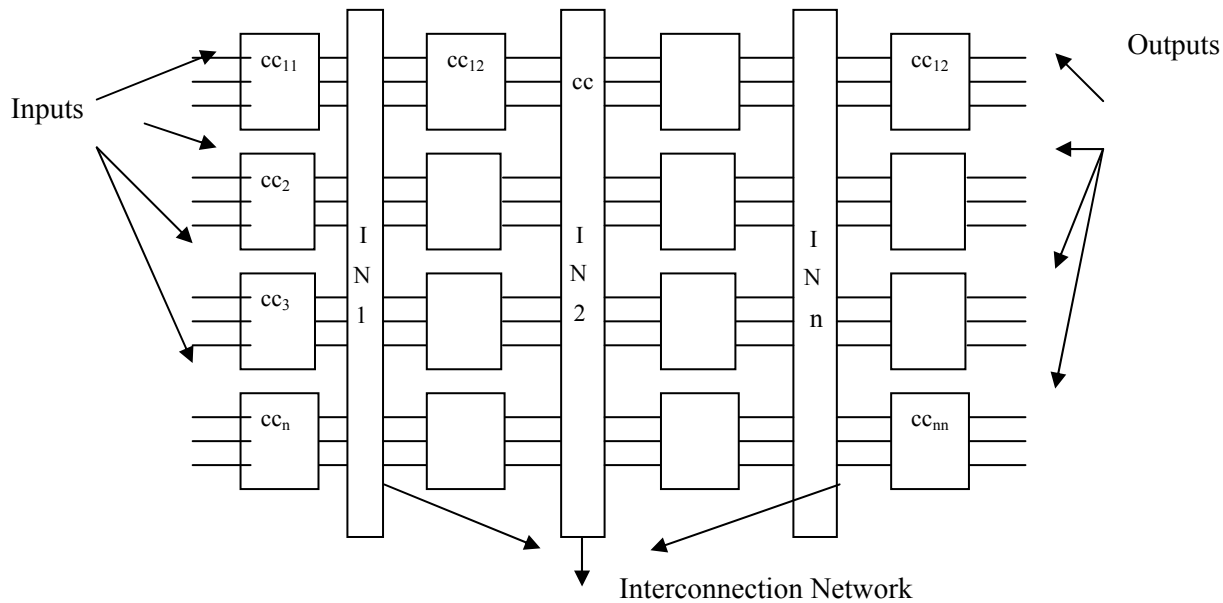 Inputs
Outputs
cc₁₁
cc₁₂
cc
cc₁₂
cc₂
cc₃
ccₙ
ccₙₙ
I
N
1
I
N
2
I
N
n
Interconnection Network